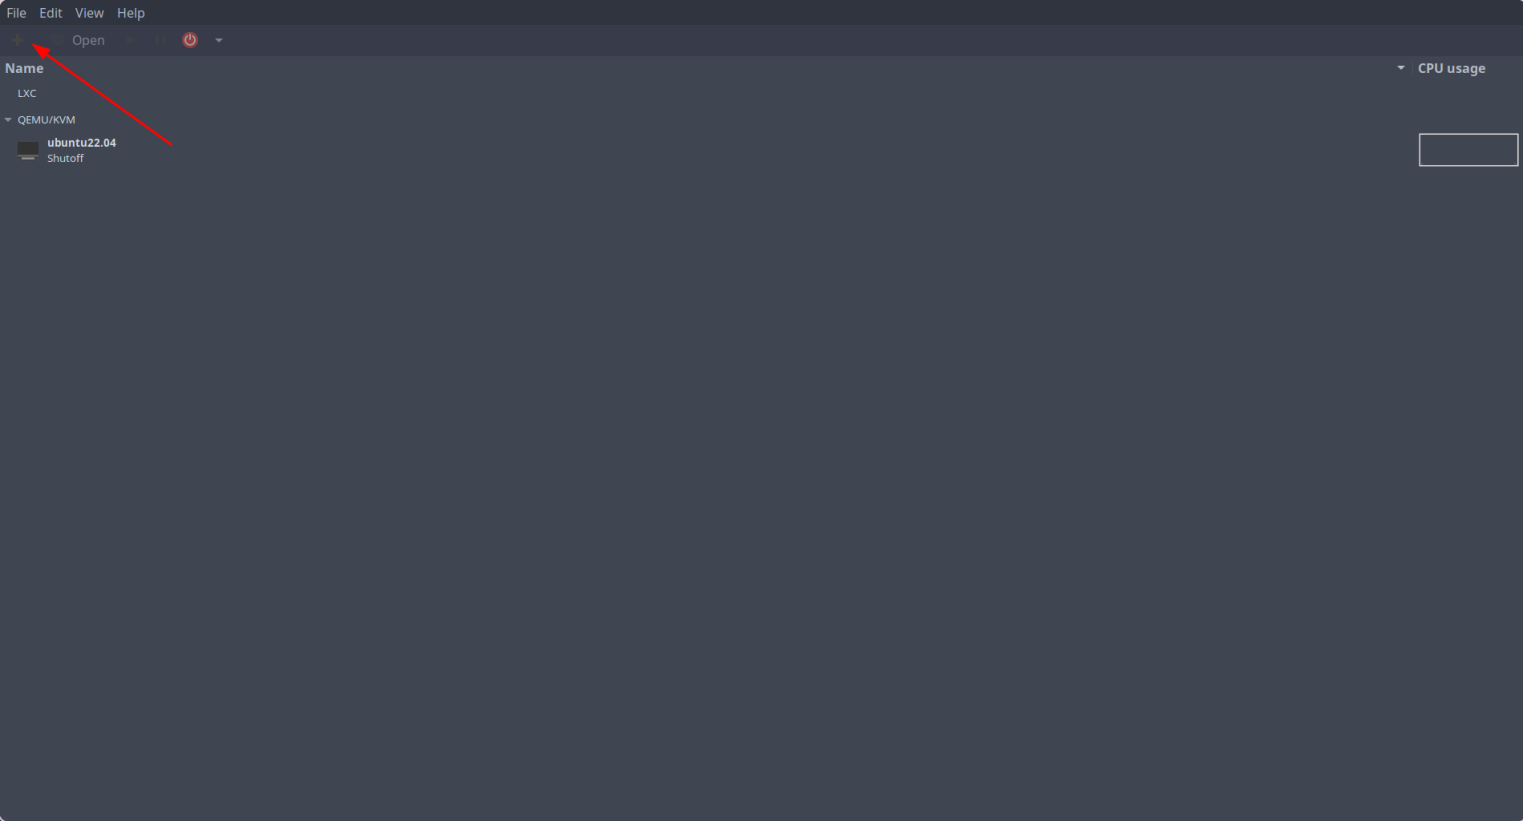 File Edit View Help
Open
Name CPU usage
LXC
QEMU/KVM
ubuntu22.04
Shutoff